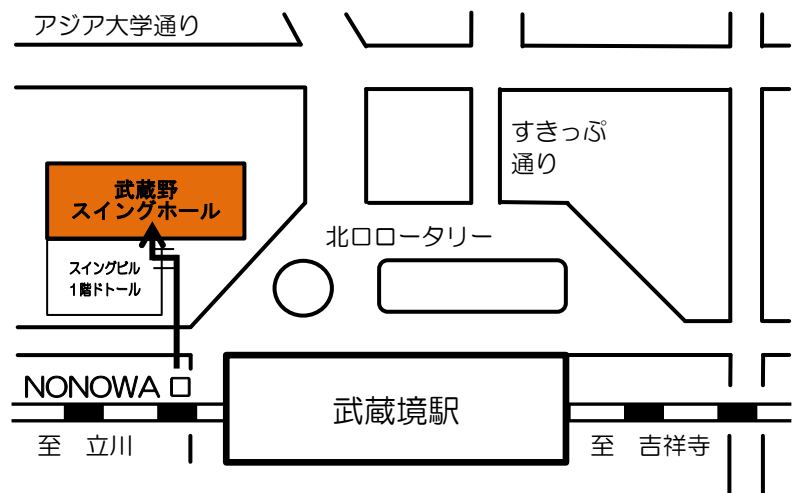 アジア大学通り
すきっぷ
通り
武蔵野
スイングホール
北口ロータリー
スイングビル
1階ドトール
NONOWA 口
武蔵境駅
至 立川
至 吉祥寺